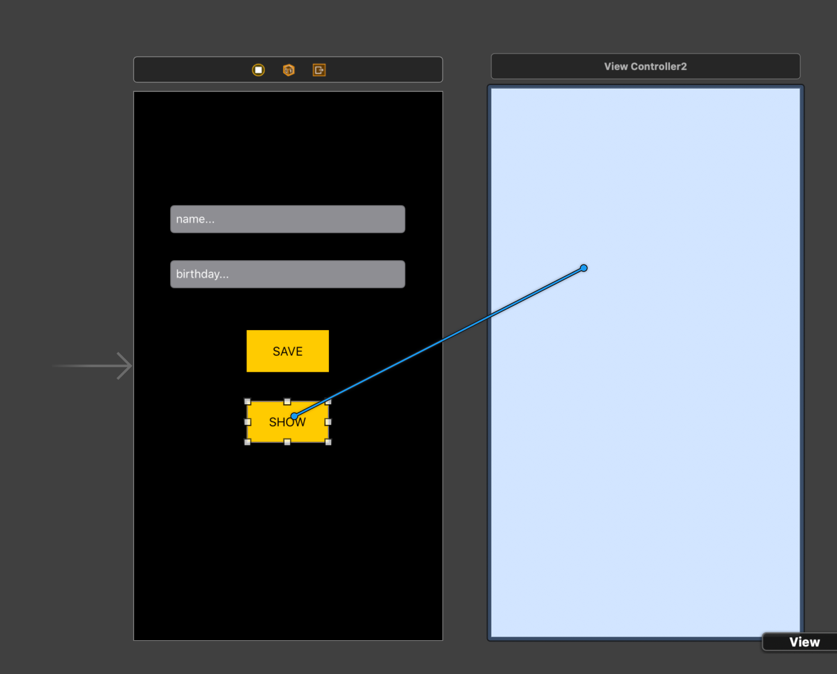 View Controller2
name...
birthday...
SAVE
SHOW
View